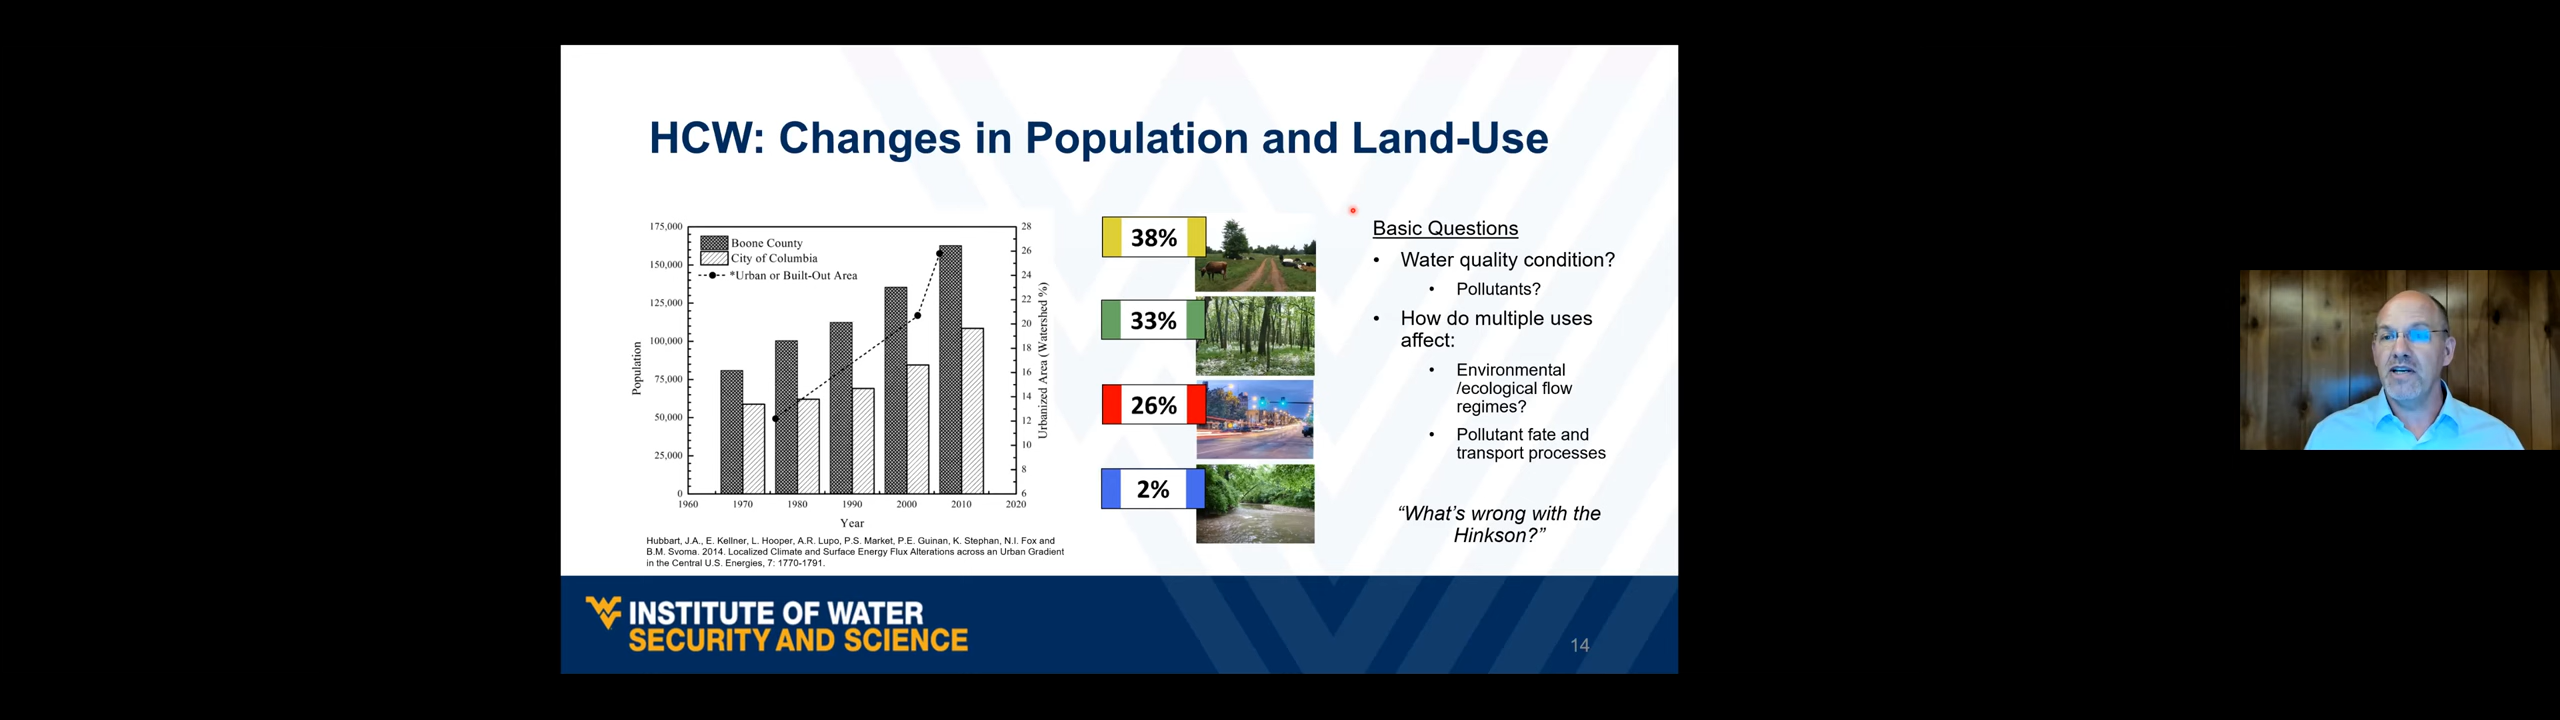 HCW: Changes in Population and Land-Use
175,000
150,000
125,000
100,000
75,000
50,000
25,000
0
Population
Boone County
City of Columbia
*Urban or Built-Out Area
28
26
24
22
20
18
16
14
12
10
8
6
Urbanized Area (Watershed %)
1960 1970 1980 1990 2000 2010 2020
Year
Hubbart, J.A., E. Kellner, L. Hooper, A.R. Lupo, P.S. Market, P.E. Guinan, K. Stephan, N.I. Fox and
B.M. Svoma. 2014. Localized Climate and Surface Energy Flux Alterations across an Urban Gradient
in the Central U.S. Energies, 7: 1770-1791.
38%
33%
26%
2%
Basic Questions
• Water quality condition?
• Pollutants?
• How do multiple uses
affect:
• Environmental
/ecological flow
regimes?
• Pollutant fate and
transport processes
“What’s wrong with the
Hinkson?”
INSTITUTE OF WATER
SECURITY AND SCIENCE
14